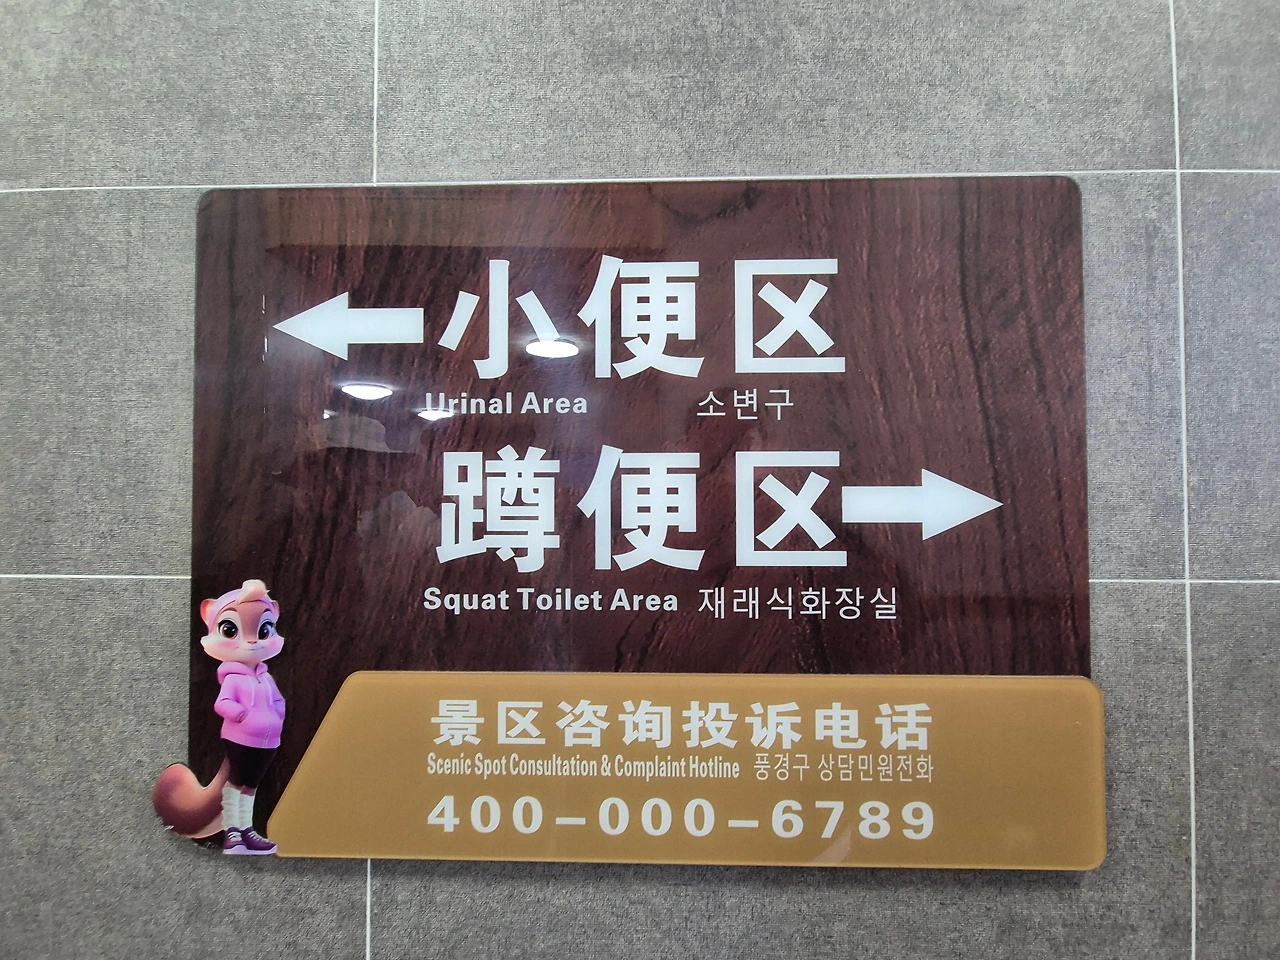 小便区
Urinal Area 소변구
蹲便区
Squat Toilet Area 재래식화장실
景区咨询投诉电话
Scenic Spot Consultation & Complaint Hotline 풍경구 상담민원전화
400-000-6789